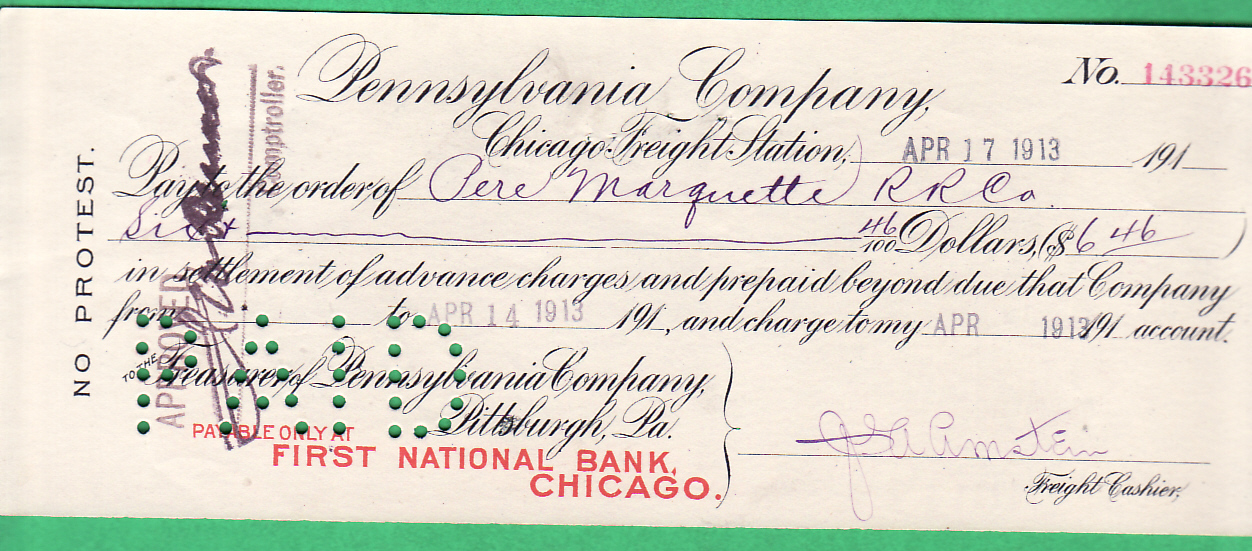 Pennsylvania Company,
No. 143326
Chicago Freight Station, APR 17 1913 191
Pay to the order of Pere Marquette R R Co.
Six 46/100 Dollars, ($ 6 46 )
in settlement of advance charges and prepaid beyond due that Company
from to APR 14 1913 191 , and charge to my APR 1913 191 account.
TO THE Treasurer of Pennsylvania Company,
Pittsburgh, Pa.
PAYABLE ONLY AT
FIRST NATIONAL BANK,
CHICAGO.
Freight Cashier,
NO PROTEST.
APPROVED
Comptroller.
PAID